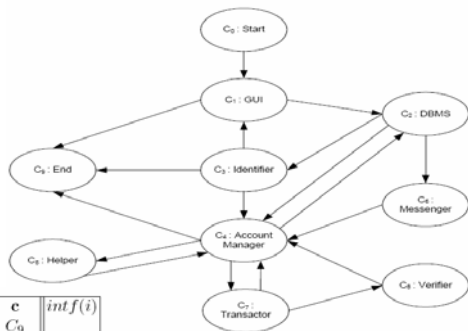 C₀ : Start
C₁ : GUI
C₂ : DBMS
C₉ : End
C₃ : Identifier
C₆ :
Messenger
C₄ : Account
Manager
C₅ : Helper
C₈ : Verifier
C₇ :
Transactor
c intf(i)
C₉